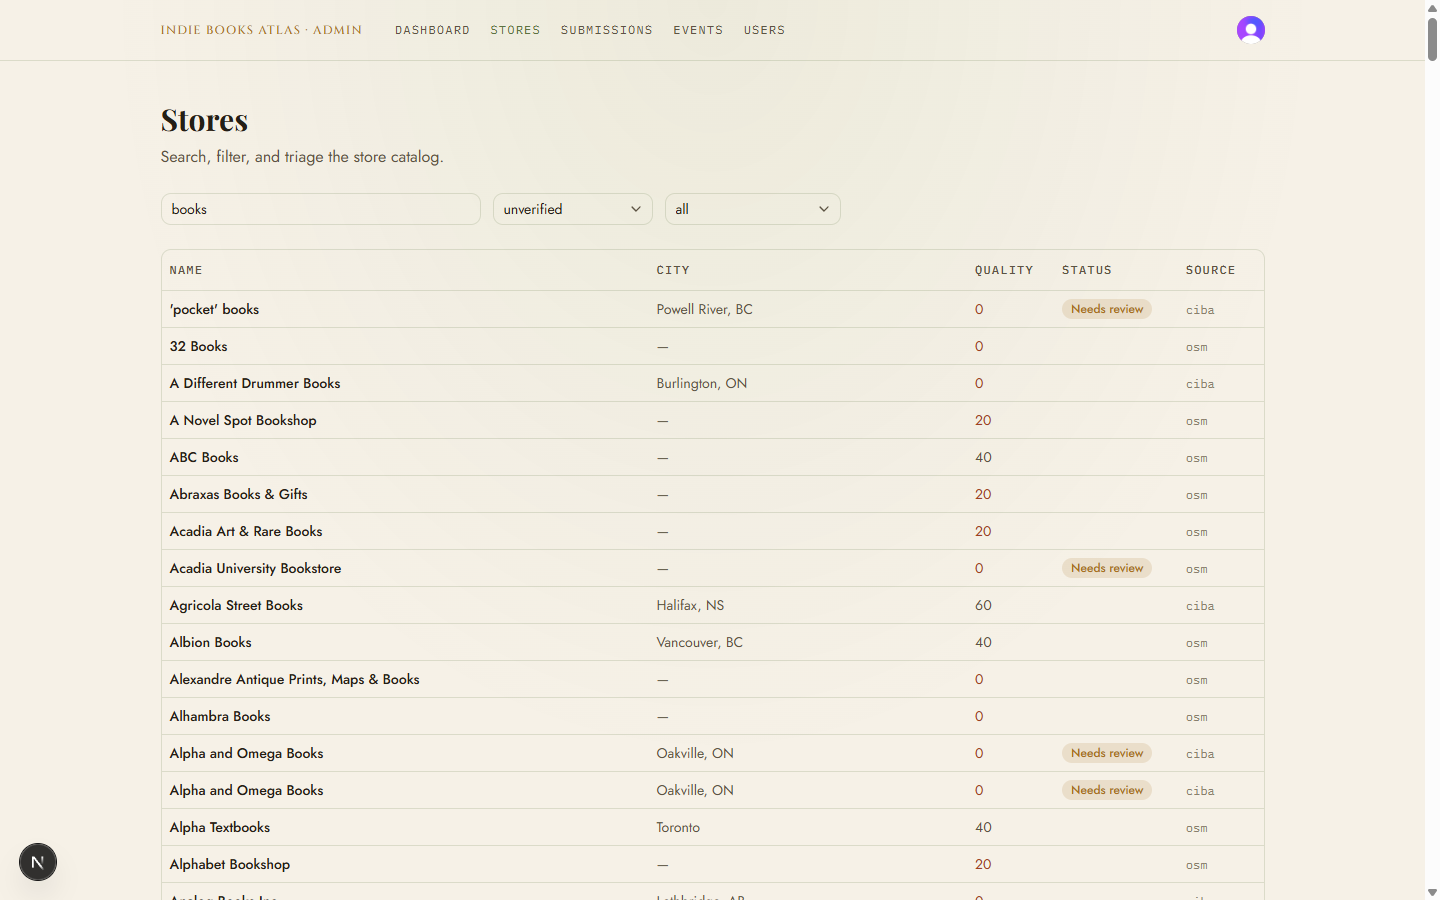 INDIE BOOKS ATLAS · ADMIN DASHBOARD STORES SUBMISSIONS EVENTS USERS
Stores
Search, filter, and triage the store catalog.
books unverified all
NAME CITY QUALITY STATUS SOURCE
'pocket' books Powell River, BC 0 Needs review ciba
32 Books — 0 osm
A Different Drummer Books Burlington, ON 0 ciba
A Novel Spot Bookshop — 20 osm
ABC Books — 40 osm
Abraxas Books & Gifts — 20 osm
Acadia Art & Rare Books — 20 osm
Acadia University Bookstore — 0 Needs review osm
Agricola Street Books Halifax, NS 60 ciba
Albion Books Vancouver, BC 40 osm
Alexandre Antique Prints, Maps & Books — 0 osm
Alhambra Books — 0 osm
Alpha and Omega Books Oakville, ON 0 Needs review ciba
Alpha and Omega Books Oakville, ON 0 Needs review ciba
Alpha Textbooks Toronto 40 osm
Alphabet Bookshop — 20 osm
N